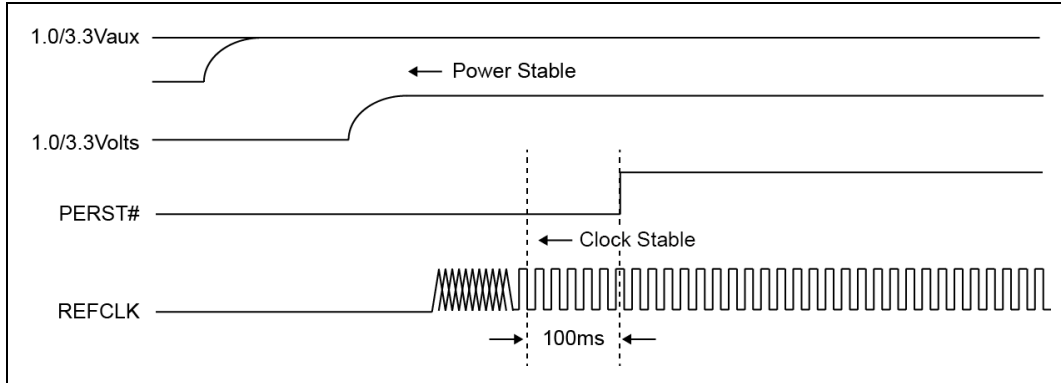 1.0/3.3Vaux
Power Stable
1.0/3.3Volts
PERST#
Clock Stable
REFCLK
100ms